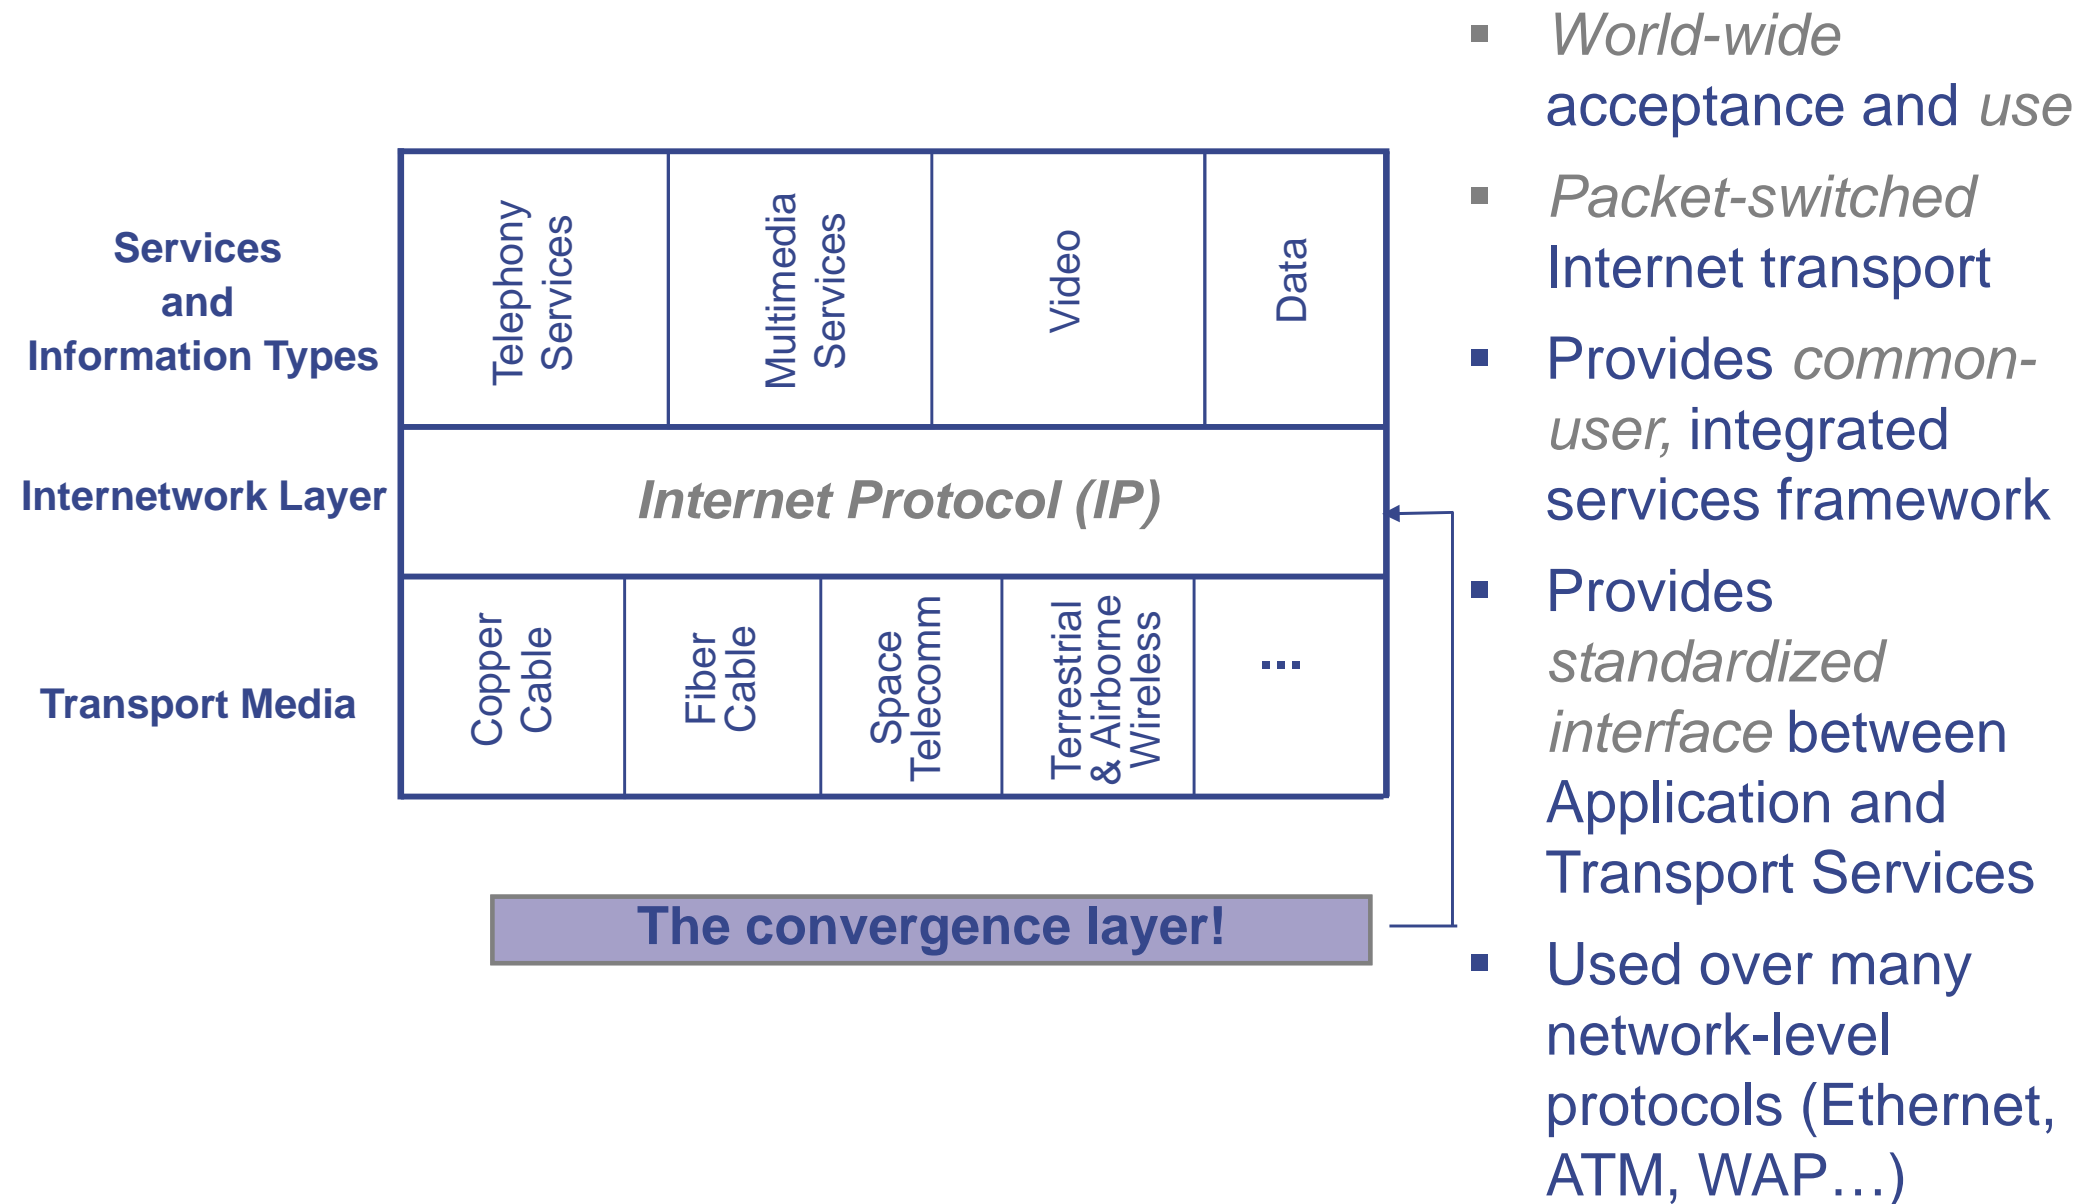 Services
and
Information Types
Telephony
Services
Multimedia
Services
Video
Data
Internetwork Layer
Internet Protocol (IP)
Transport Media
Copper
Cable
Fiber
Cable
Space
Telecomm
Terrestrial
& Airborne
Wireless
...
The convergence layer!
▪ World-wide
acceptance and use
▪ Packet-switched
Internet transport
▪ Provides common-
user, integrated
services framework
▪ Provides
standardized
interface between
Application and
Transport Services
▪ Used over many
network-level
protocols (Ethernet,
ATM, WAP…)